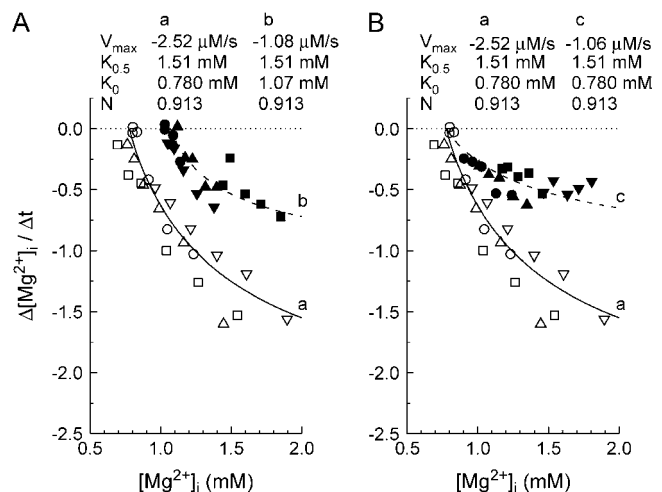 A
a b
Vmax -2.52 μM/s -1.08 μM/s
K0.5 1.51 mM 1.51 mM
K0 0.780 mM 1.07 mM
N 0.913 0.913
0.0
-0.5
-1.0
-1.5
-2.0
-2.5
b
a
0.5 1.0 1.5 2.0
[Mg2+]i (mM)
Δ[Mg2+]i / Δt
B
a c
Vmax -2.52 μM/s -1.06 μM/s
K0.5 1.51 mM 1.51 mM
K0 0.780 mM 0.780 mM
N 0.913 0.913
0.0
-0.5
-1.0
-1.5
-2.0
-2.5
c
a
0.5 1.0 1.5 2.0
[Mg2+]i (mM)